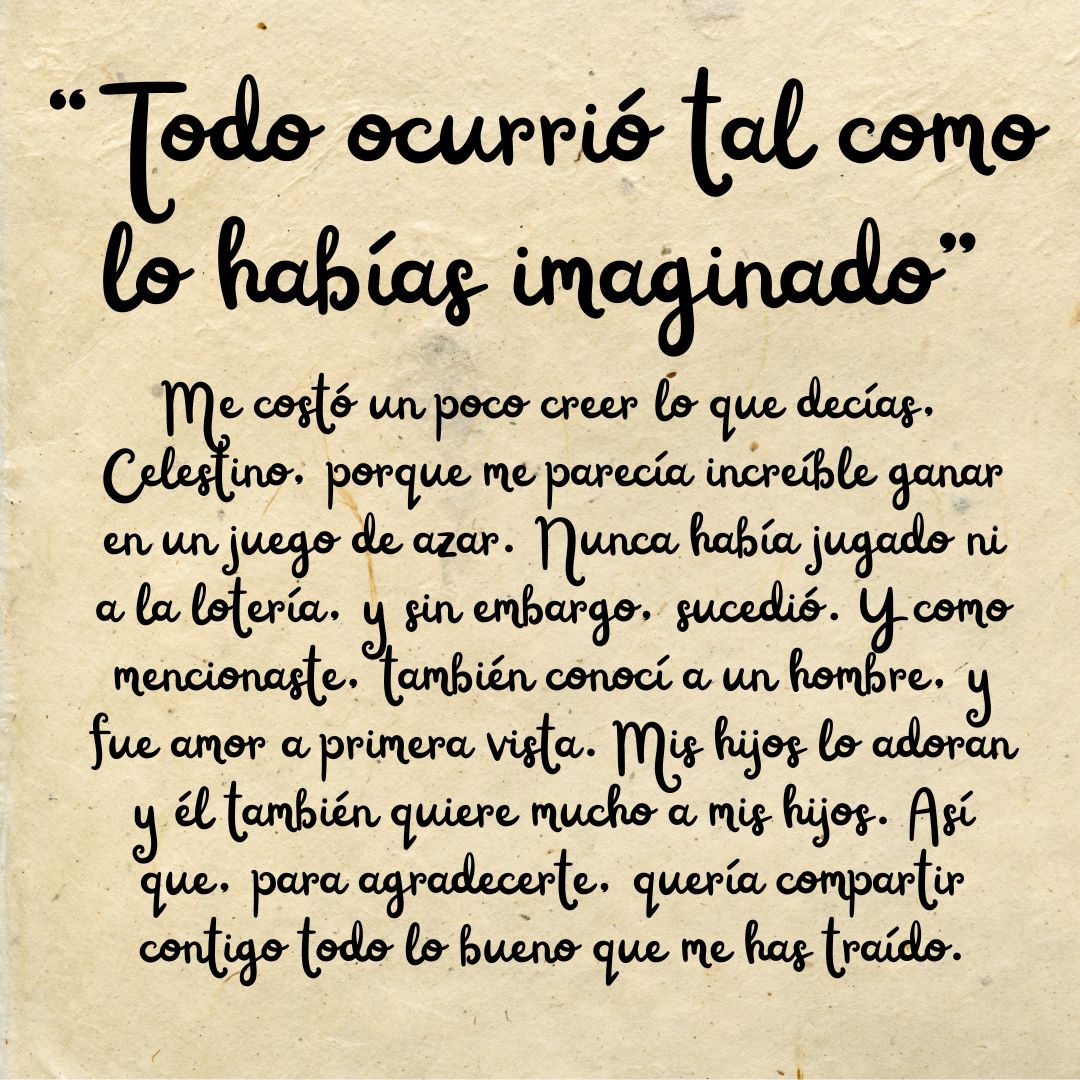 “Todo ocurrió tal como
lo habías imaginado”
Me costó un poco creer lo que decías,
Celestino, porque me parecía increíble ganar
en un juego de azar. Nunca había jugado ni
a la lotería, y sin embargo, sucedió. Y como
mencionaste, también conocí a un hombre, y
fue amor a primera vista. Mis hijos lo adoran
y él también quiere mucho a mis hijos. Así
que, para agradecerte, quería compartir
contigo todo lo bueno que me has traído.